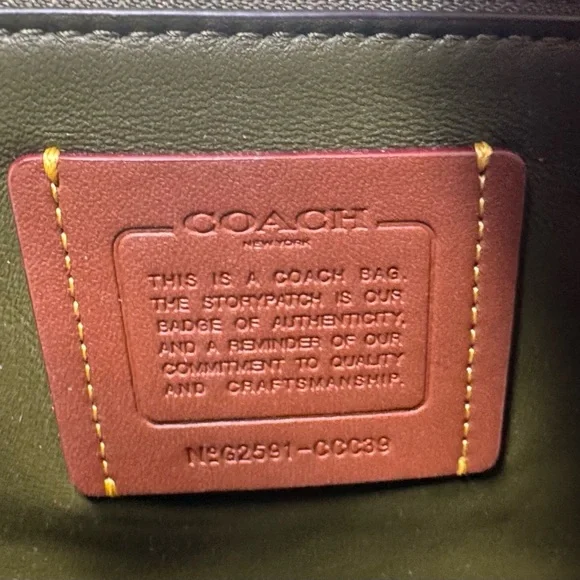 COACH
NEW YORK
THIS IS A COACH BAG.
THE STORYPATCH IS OUR
BADGE OF AUTHENTICITY,
AND A REMINDER OF OUR
COMMITMENT TO QUALITY
AND CRAFTSMANSHIP.
NºG2591-CCC39